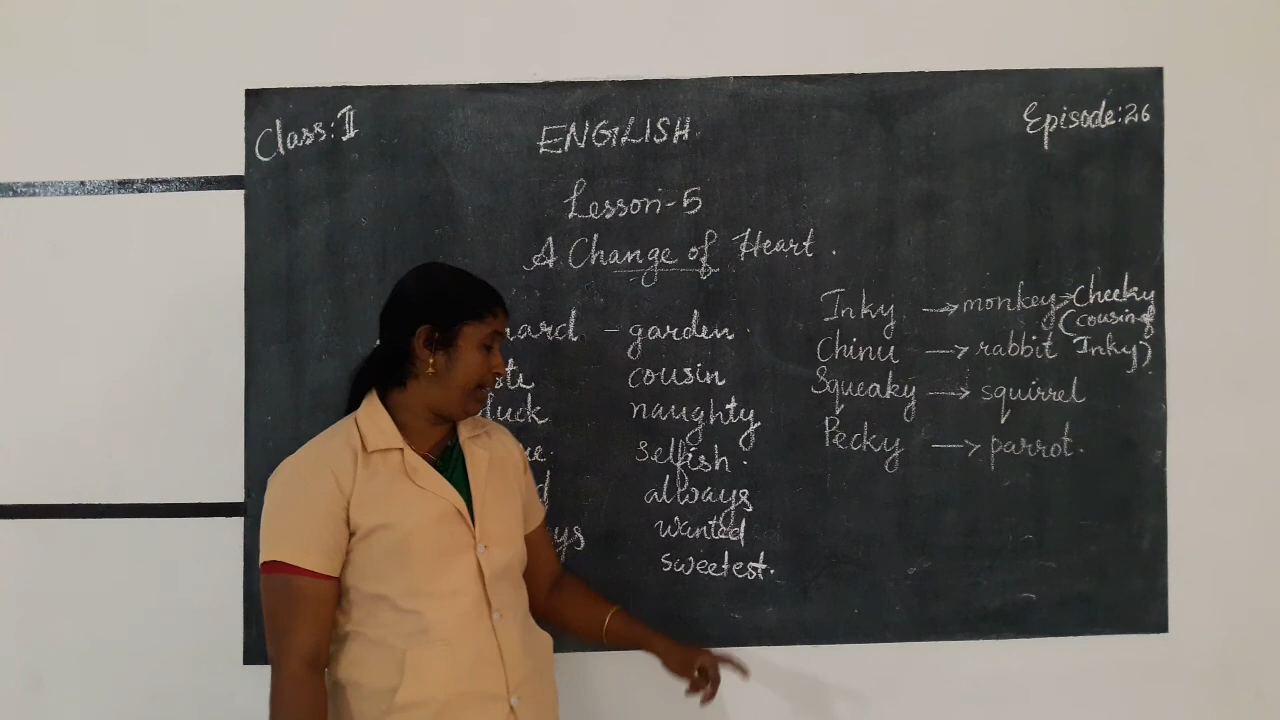 Class: II
ENGLISH
Episode: 26
Lesson-5
A Change of Heart.
- garden.
cousin
naughty
selfish.
always
wanted
sweetest.
Inky → monkey → Cheeky
(cousin of
Chinu → rabbit Inky)
Squeaky → squirrel
Pecky → parrot.